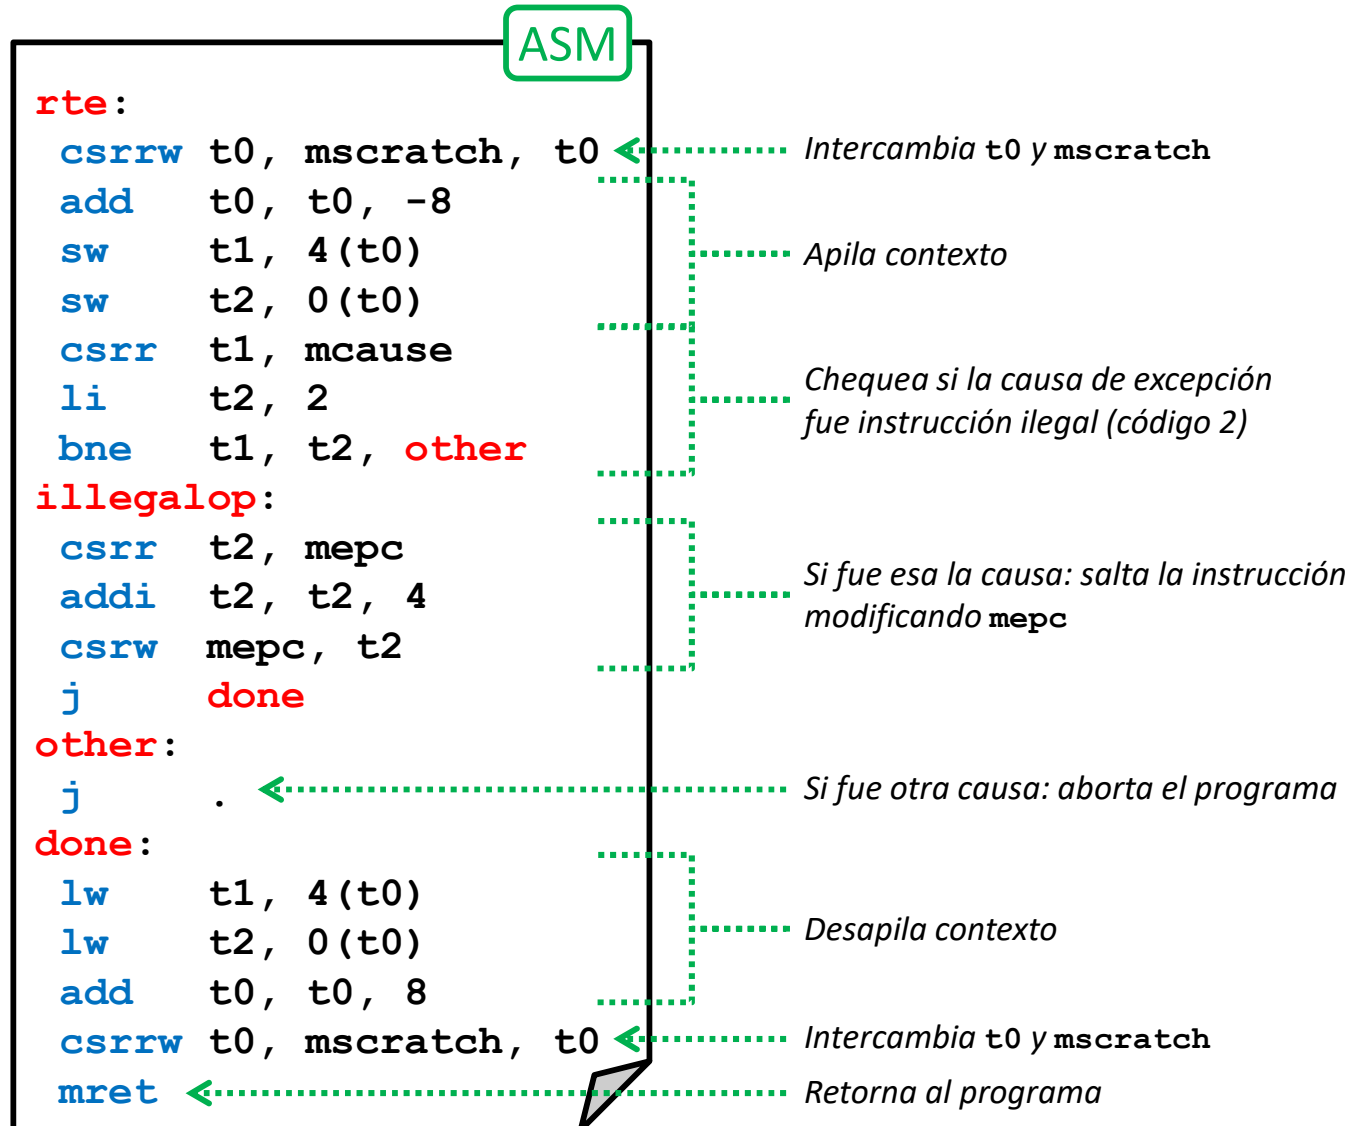 ASM
rte:
csrrw t0, mscratch, t0
Intercambia t0 y mscratch
add t0, t0, -8
sw t1, 4(t0)
Apila contexto
sw t2, 0(t0)
csrr t1, mcause
li t2, 2
Chequea si la causa de excepción
fue instrucción ilegal (código 2)
bne t1, t2, other
illegalop:
csrr t2, mepc
addi t2, t2, 4
Si fue esa la causa: salta la instrucción
modificando mepc
csrw mepc, t2
j done
other:
j .
Si fue otra causa: aborta el programa
done:
lw t1, 4(t0)
lw t2, 0(t0)
Desapila contexto
add t0, t0, 8
csrrw t0, mscratch, t0
Intercambia t0 y mscratch
mret
Retorna al programa